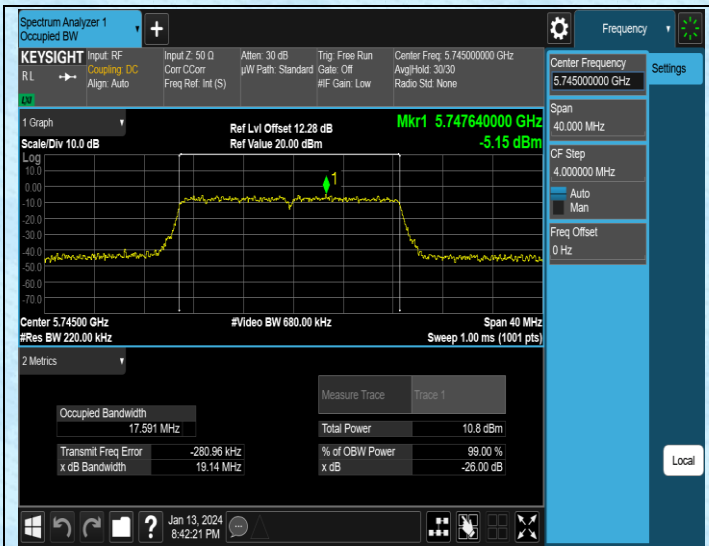 Spectrum Analyzer 1
Occupied BW
Frequency
KEYSIGHT
RL
LXI
Input: RF
Coupling: DC
Align: Auto
Input Z: 50 Ω
Corr CCorr
Freq Ref: Int (S)
Atten: 30 dB
µW Path: Standard
Trig: Free Run
Gate: Off
#IF Gain: Low
Center Freq: 5.745000000 GHz
Avg|Hold: 30/30
Radio Std: None
Center Frequency
5.745000000 GHz
Settings
Span
40.000 MHz
CF Step
4.000000 MHz
Auto
Man
Freq Offset
0 Hz
1 Graph
Scale/Div 10.0 dB
Ref Lvl Offset 12.28 dB
Ref Value 20.00 dBm
Mkr1 5.747640000 GHz
-5.15 dBm
Log
10.0
0.00
-10.0
-20.0
-30.0
-40.0
-50.0
-60.0
-70.0
1
Center 5.74500 GHz
#Res BW 220.00 kHz
#Video BW 680.00 kHz
Span 40 MHz
Sweep 1.00 ms (1001 pts)
2 Metrics
Measure Trace
Trace 1
Occupied Bandwidth
17.591 MHz
Total Power
10.8 dBm
Transmit Freq Error
-280.96 kHz
% of OBW Power
99.00 %
x dB Bandwidth
19.14 MHz
x dB
-26.00 dB
Local
?
Jan 13, 2024
8:42:21 PM